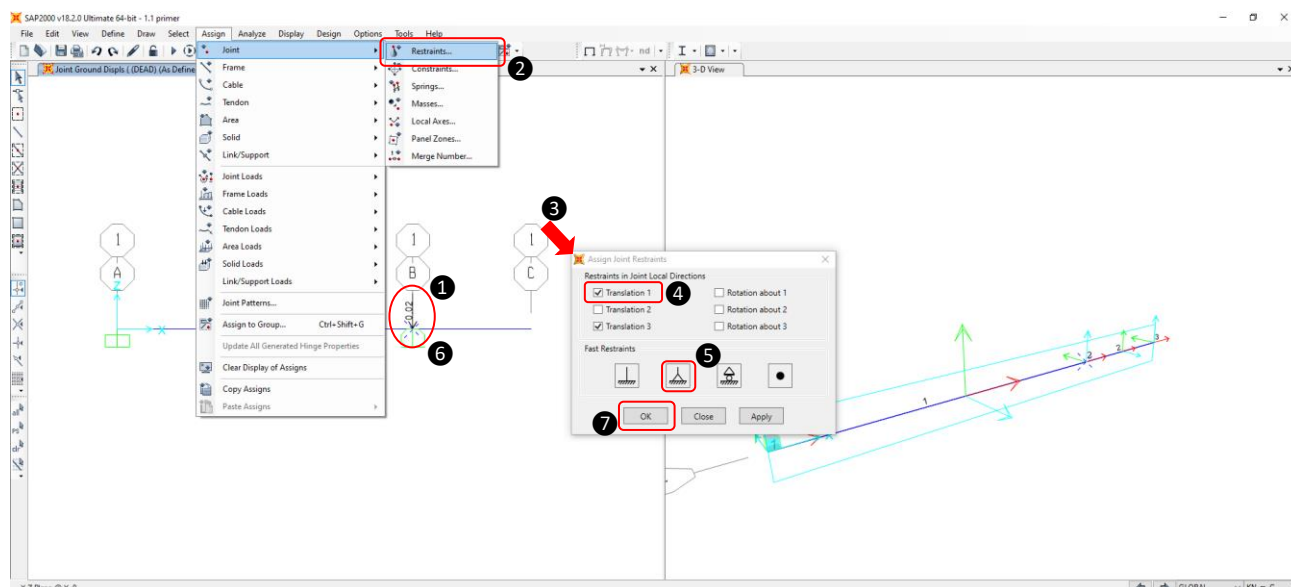 SAP2000 v18.2.0 Ultimate 64-bit - 1.1 primer
File Edit View Define Draw Select Assign Analyze Display Design Options Tools Help
nd
Joint Ground Displs.( (DEAD) (As Define
3-D View
Joint
Frame
Cable
Tendon
Area
Solid
Link/Support
Joint Loads
Frame Loads
Cable Loads
Tendon Loads
Area Loads
Solid Loads
Link/Support Loads
Joint Patterns...
Assign to Group... Ctrl+Shift+G
Update All Generated Hinge Properties
Clear Display of Assigns
Copy Assigns
Paste Assigns
Restraints...
2
Constraints...
Springs...
Masses...
Local Axes...
Panel Zones...
Merge Number...
1
A
Z
X
1
B
1
-0.02
6
1
C
3
Assign Joint Restraints
Restraints in Joint Local Directions
Translation 1
4
Rotation about 1
Translation 2
Rotation about 2
Translation 3
Rotation about 3
Fast Restraints
5
7
OK
Close
Apply
1
2
2
3
GLOBAL